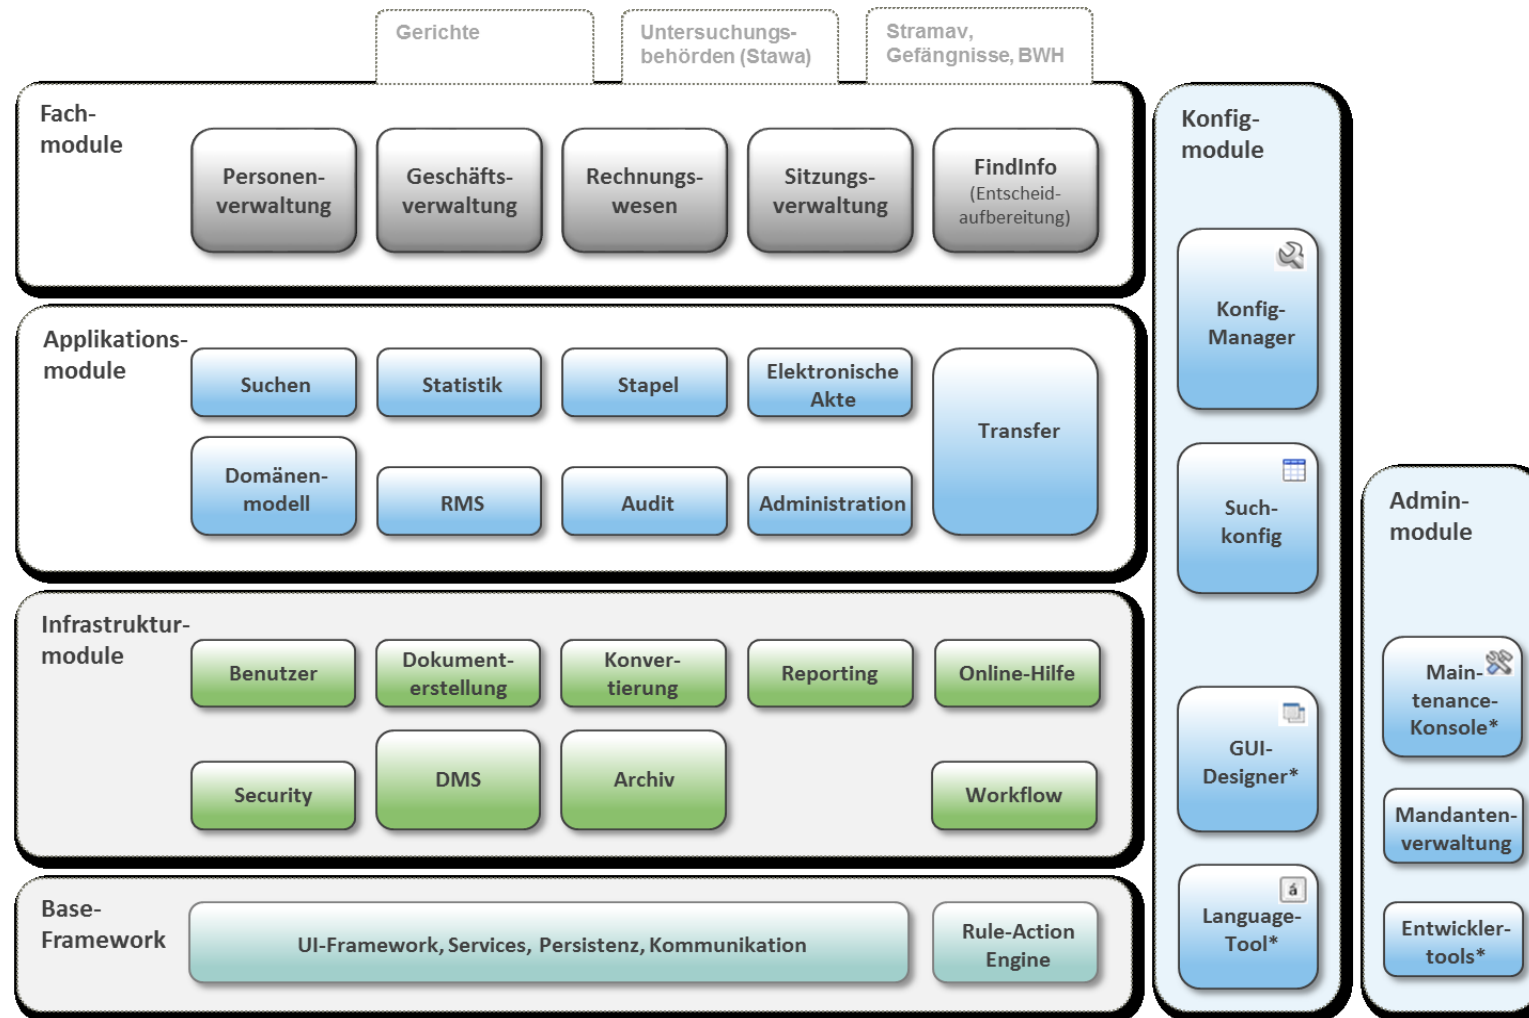 Gerichte
Untersuchungs-
behörden (Stawa)
Stramav,
Gefängnisse, BWH
Fach-
module
Personen-
verwaltung
Geschäfts-
verwaltung
Rechnungs-
wesen
Sitzungs-
verwaltung
FindInfo
(Entscheid-
aufbereitung)
Applikations-
module
Suchen
Statistik
Stapel
Elektronische
Akte
Transfer
Domänen-
modell
RMS
Audit
Administration
Infrastruktur-
module
Benutzer
Dokument-
erstellung
Konver-
tierung
Reporting
Online-Hilfe
Security
DMS
Archiv
Workflow
Base-
Framework
UI-Framework, Services, Persistenz, Kommunikation
Rule-Action
Engine
Konfig-
module
Konfig-
Manager
Such-
konfig
GUI-
Designer*
á
Language-
Tool*
Admin-
module
Main-
tenance-
Konsole*
Mandanten-
verwaltung
Entwickler-
tools*